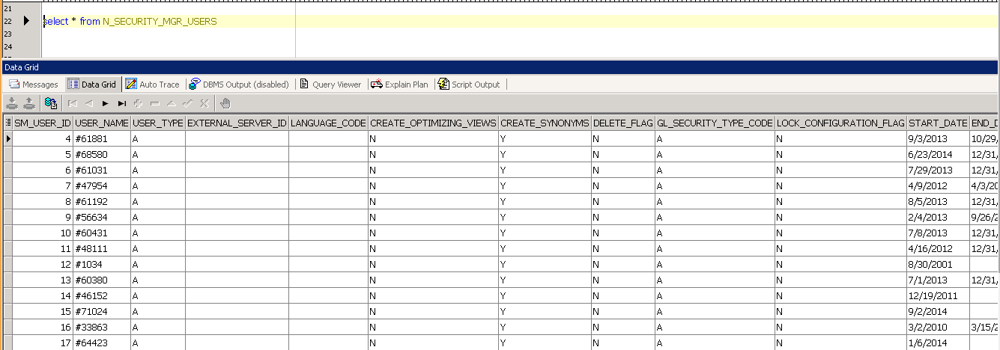 21
22 select * from N_SECURITY_MGR_USERS
23
24
Data Grid
Messages Data Grid Auto Trace DBMS Output (disabled) Query Viewer Explain Plan Script Output
SM_USER_ID USER_NAME USER_TYPE EXTERNAL_SERVER_ID LANGUAGE_CODE CREATE_OPTIMIZING_VIEWS CREATE_SYNONYMS DELETE_FLAG GL_SECURITY_TYPE_CODE LOCK_CONFIGURATION_FLAG START_DATE END_D
4 #61881 A N Y N A N 9/3/2013 10/29,
5 #68580 A N Y N A N 6/23/2014 12/31,
6 #61031 A N Y N A N 7/29/2013 12/31,
7 #47954 A N Y N A N 4/9/2012 4/3/20
8 #61192 A N Y N A N 8/5/2013 12/31,
9 #56634 A N Y N A N 2/4/2013 9/26/2
10 #60431 A N Y N A N 7/8/2013 12/31,
11 #48111 A N Y N A N 4/16/2012 12/31,
12 #1034 A N Y N A N 8/30/2001
13 #60380 A N Y N A N 7/1/2013 12/31,
14 #46152 A N Y N A N 12/19/2011
15 #71024 A N Y N A N 9/2/2014
16 #33863 A N Y N A N 3/2/2010 3/15/2
17 #64423 A N Y N A N 1/6/2014